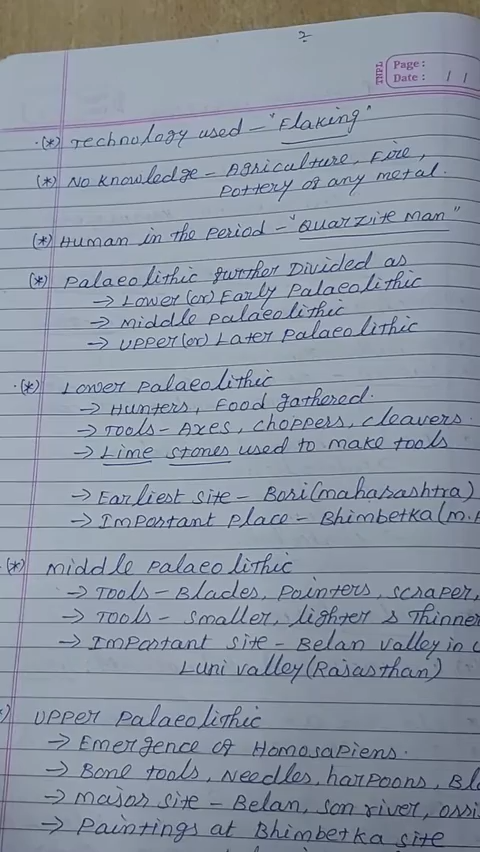 2
THPL
Page:
Date: 1 1
(*) Technology used - "Flaking"
(*) No knowledge - Agriculture, Fire,
Pottery or any metal.
(*) Human in the Period - "Quarzite man"
(*) Palaeolithic further Divided as
→ Lower (or) Early Palaeolithic
→ Middle Palaeolithic
→ Upper (or) Later Palaeolithic
(*) Lower Palaeolithic
→ Hunters, Food gathered.
→ Tools - Axes, choppers, cleavers.
→ Lime stones used to make tools
→ Earliest site - Bori (maharashtra)
→ Important Place - Bhimbetka (M.
(*) Middle Palaeolithic
→ Tools - Blades, Pointers, scraper,
→ Tools - Smaller, lighter & Thinner
→ Important site - Belan valley in
Luni valley (Rajasthan)
Upper Palaeolithic
→ Emergence of Homosapiens.
→ Bone tools, Needles, harpoons,
→ Major site - Belan, son river,
→ Paintings at Bhimbetka site